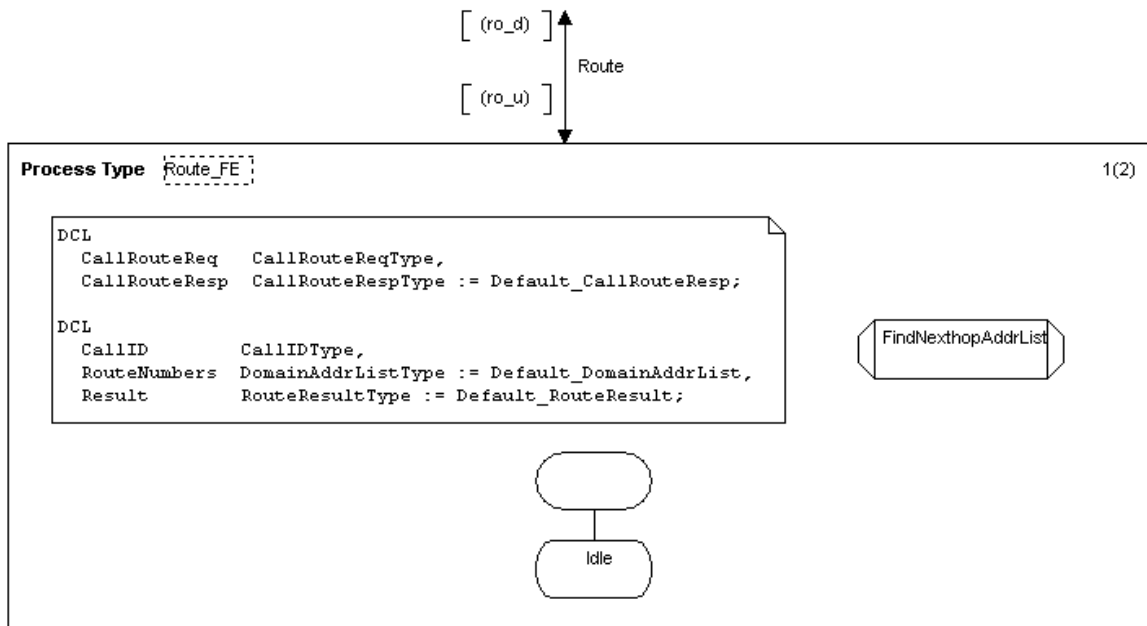 [ (ro_d) ]
Route
[ (ro_u) ]
Process Type Route_FE 1(2)
DCL
CallRouteReq CallRouteReqType,
CallRouteResp CallRouteRespType := Default_CallRouteResp;
DCL
CallID CallIDType,
RouteNumbers DomainAddrListType := Default_DomainAddrList,
Result RouteResultType := Default_RouteResult;
FindNexthopAddrList
Idle